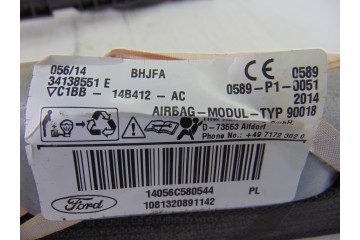 056/14 BHJFA
34138551 E
C1BB- 14B412 -AC
CE 0589
0589-P1-0051
2014
AIRBAG-MODUL-TYP 90018
D-73553 Alfdorf
Phone: +49 7172 302 0
14056C580544 PL
1081320891142
Ford